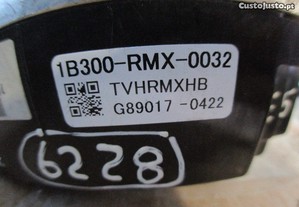 CustoJusto.pt
1B300-RMX-0032
TVHRMXHB
G89017-0422
6228